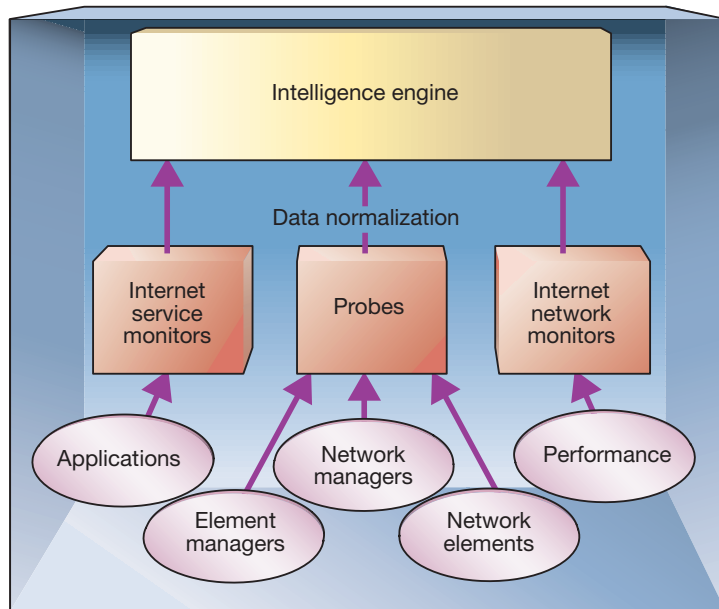 Intelligence engine
Data normalization
Internet
service
monitors
Probes
Internet
network
monitors
Applications
Network
managers
Performance
Element
managers
Network
elements